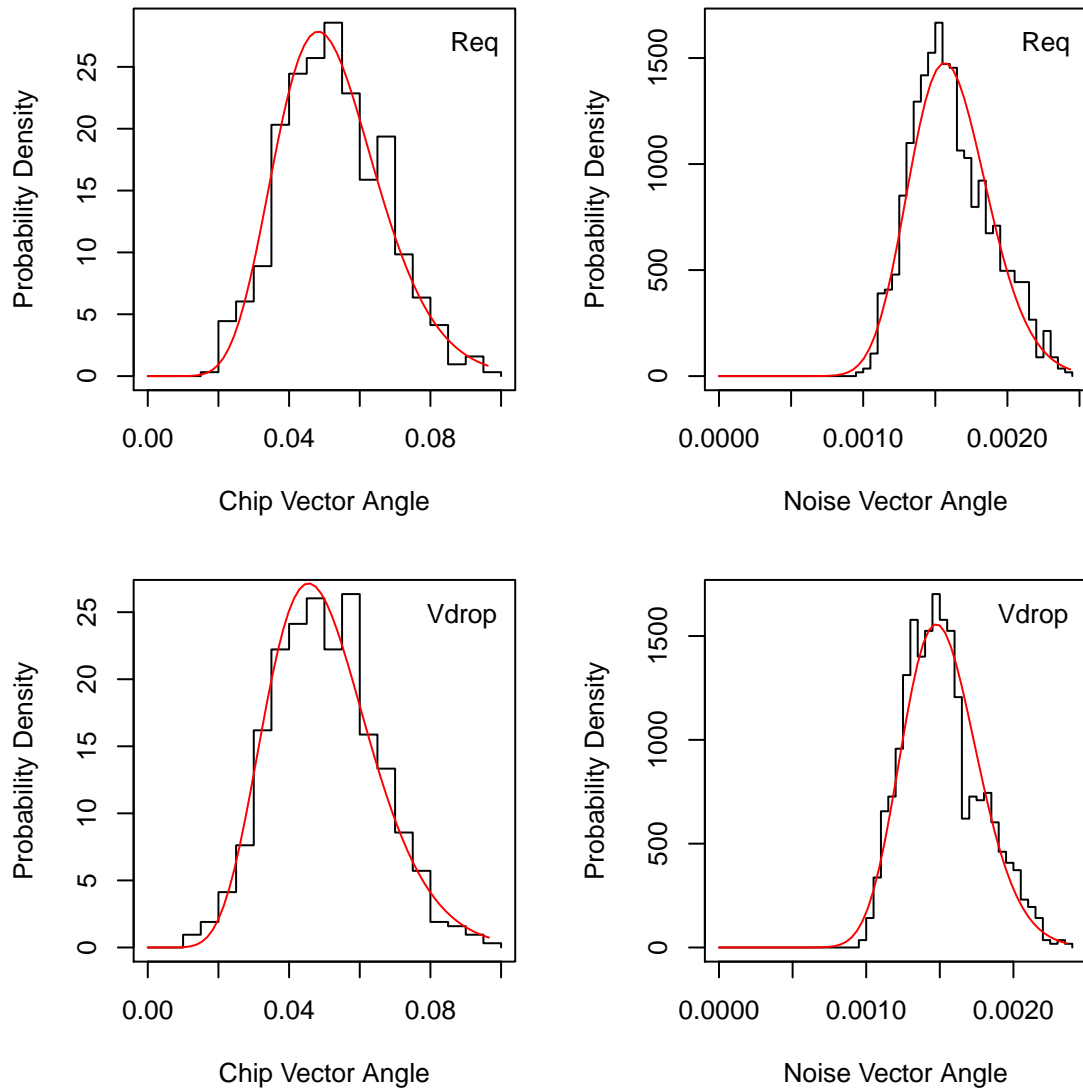 Req
Probability Density
0 5 10 15 20 25
0.00 0.04 0.08
Chip Vector Angle
Req
Probability Density
0 500 1000 1500
0.0000 0.0010 0.0020
Noise Vector Angle
Vdrop
Probability Density
0 5 10 15 20 25
0.00 0.04 0.08
Chip Vector Angle
Vdrop
Probability Density
0 500 1000 1500
0.0000 0.0010 0.0020
Noise Vector Angle